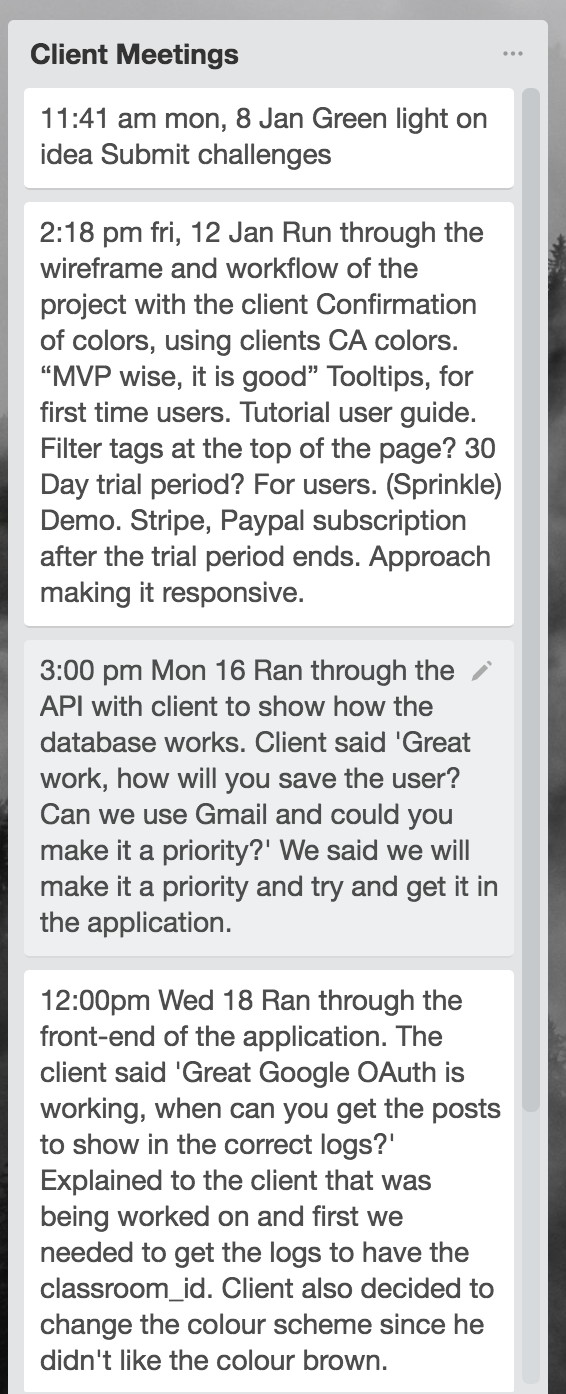 Client Meetings
11:41 am mon, 8 Jan Green light on
idea Submit challenges
2:18 pm fri, 12 Jan Run through the
wireframe and workflow of the
project with the client Confirmation
of colors, using clients CA colors.
“MVP wise, it is good” Tooltips, for
first time users. Tutorial user guide.
Filter tags at the top of the page? 30
Day trial period? For users. (Sprinkle)
Demo. Stripe, Paypal subscription
after the trial period ends. Approach
making it responsive.
3:00 pm Mon 16 Ran through the
API with client to show how the
database works. Client said 'Great
work, how will you save the user?
Can we use Gmail and could you
make it a priority?' We said we will
make it a priority and try and get it in
the application.
12:00pm Wed 18 Ran through the
front-end of the application. The
client said 'Great Google OAuth is
working, when can you get the posts
to show in the correct logs?'
Explained to the client that was
being worked on and first we
needed to get the logs to have the
classroom_id. Client also decided to
change the colour scheme since he
didn't like the colour brown.